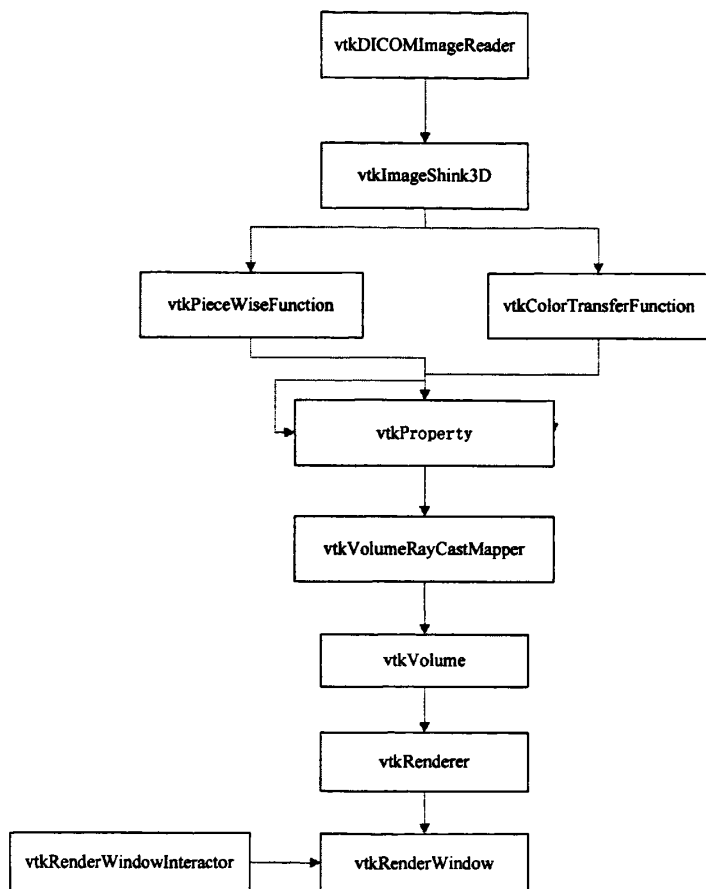 vtkDICOMImageReader
vtkImageShink3D
vtkPieceWiseFunction
vtkColorTransferFunction
vtkProperty
vtkVolumeRayCastMapper
vtkVolume
vtkRenderer
vtkRenderWindowInteractor
vtkRenderWindow